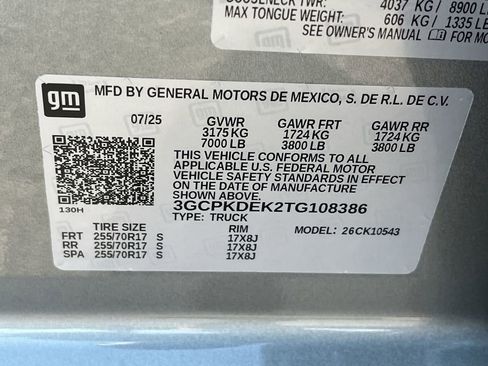 GOOSENECK TWR: 4037 KG / 8900 LB
MAX TONGUE WEIGHT: 606 KG / 1335 LB
SEE OWNER'S MANUAL FOR MO
gm
MFD BY GENERAL MOTORS DE MEXICO, S. DE R.L. DE C.V.
07/25 GVWR GAWR FRT GAWR RR
3175 KG 1724 KG 1724 KG
7000 LB 3800 LB 3800 LB
THIS VEHICLE CONFORMS TO ALL
APPLICABLE U.S. FEDERAL MOTOR
VEHICLE SAFETY STANDARDS IN EFFECT
ON THE DATE OF MANUFACTURE
SHOWN ABOVE.
3GCPKDEK2TG108386
130H
TYPE: TRUCK
TIRE SIZE RIM MODEL: 26CK10543
FRT 255/70R17 S 17X8J
RR 255/70R17 S 17X8J
SPA 255/70R17 S 17X8J